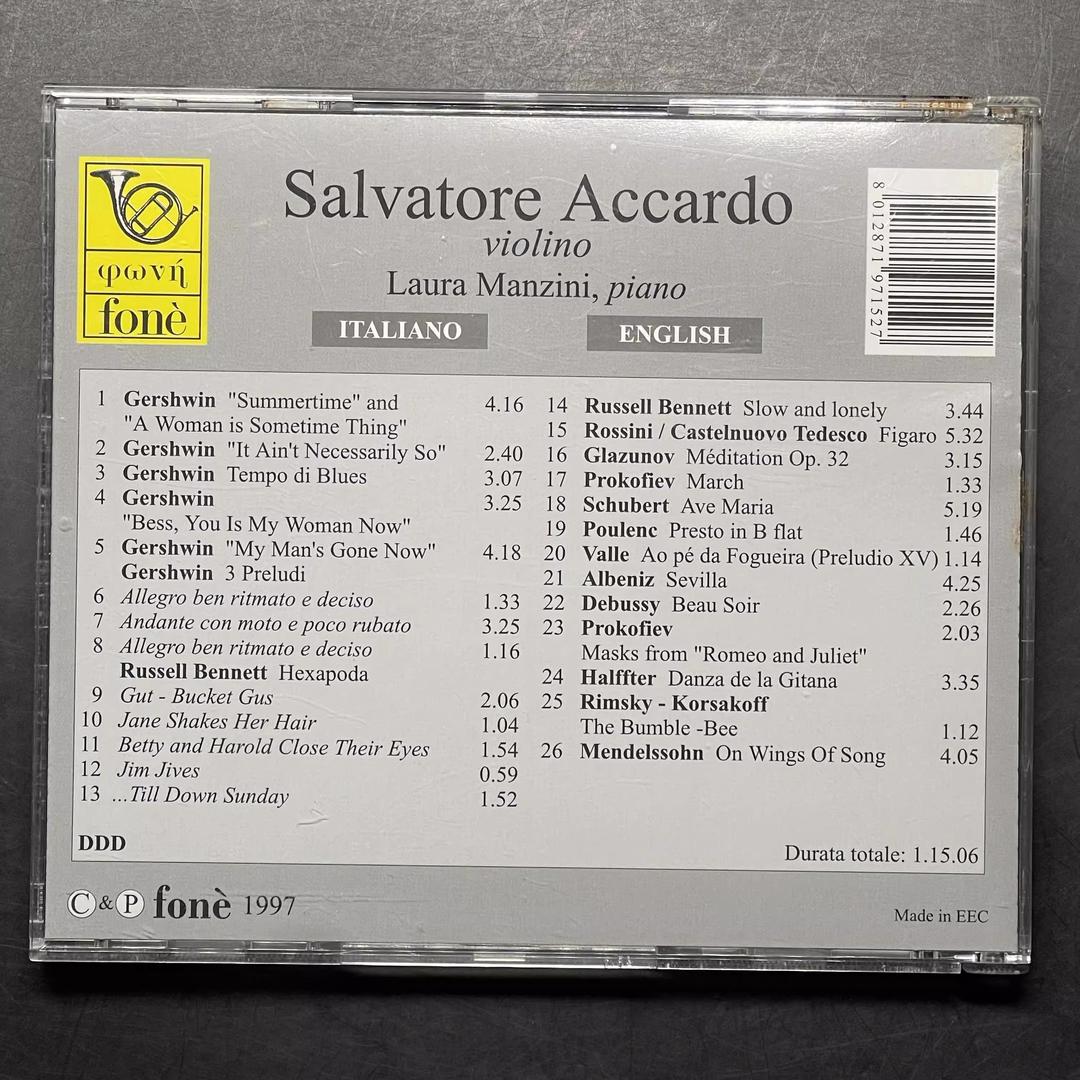 φωνή
fonè
Salvatore Accardo
violino
Laura Manzini, piano
ITALIANO
ENGLISH
8 012871 971527
1 Gershwin "Summertime" and 4.16
"A Woman is Sometime Thing"
2 Gershwin "It Ain't Necessarily So" 2.40
3 Gershwin Tempo di Blues 3.07
4 Gershwin 3.25
"Bess, You Is My Woman Now"
5 Gershwin "My Man's Gone Now" 4.18
Gershwin 3 Preludi
6 Allegro ben ritmato e deciso 1.33
7 Andante con moto e poco rubato 3.25
8 Allegro ben ritmato e deciso 1.16
Russell Bennett Hexapoda
9 Gut - Bucket Gus 2.06
10 Jane Shakes Her Hair 1.04
11 Betty and Harold Close Their Eyes 1.54
12 Jim Jives 0.59
13 ...Till Down Sunday 1.52
14 Russell Bennett Slow and lonely 3.44
15 Rossini / Castelnuovo Tedesco Figaro 5.32
16 Glazunov Méditation Op. 32 3.15
17 Prokofiev March 1.33
18 Schubert Ave Maria 5.19
19 Poulenc Presto in B flat 1.46
20 Valle Ao pé da Fogueira (Preludio XV) 1.14
21 Albeniz Sevilla 4.25
22 Debussy Beau Soir 2.26
23 Prokofiev 2.03
Masks from "Romeo and Juliet"
24 Halffter Danza de la Gitana 3.35
25 Rimsky - Korsakoff
The Bumble -Bee 1.12
26 Mendelssohn On Wings Of Song 4.05
DDD
Durata totale: 1.15.06
C & P fonè 1997
Made in EEC